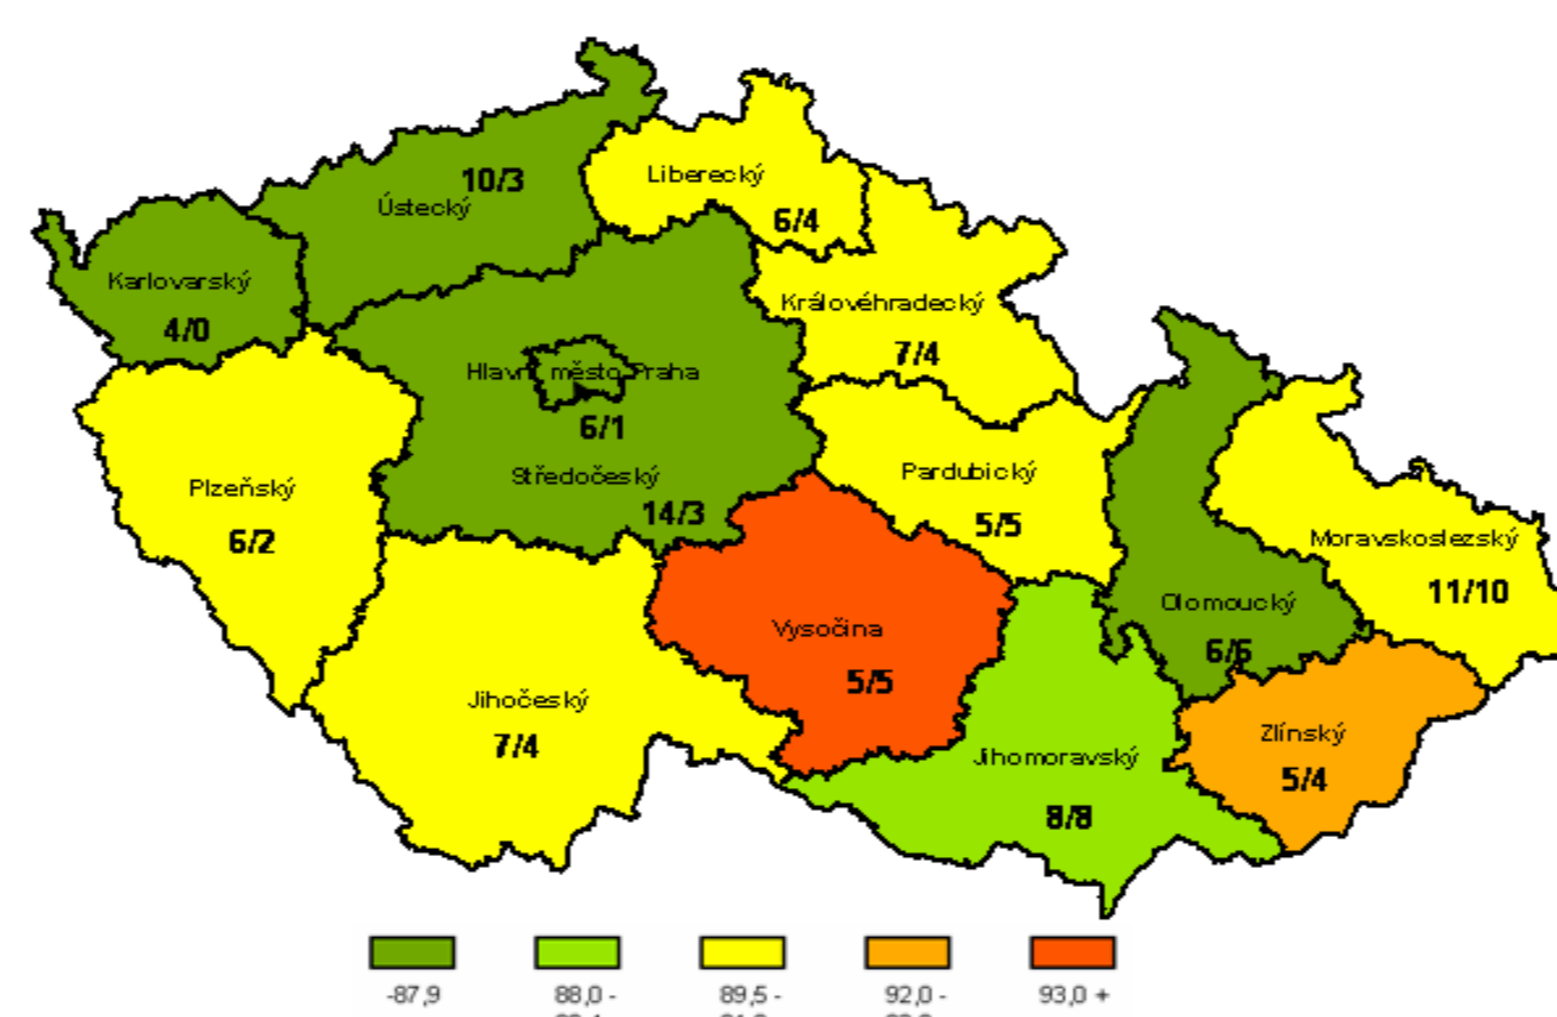 Liberecký
10/3
Ústecký
6/4
Karlovarský
4/0
Královéhradecký
7/4
Hlavní město Praha
6/1
Plzeňský
6/2
Středočeský
14/3
Pardubický
5/5
Moravskoslezský
11/10
Olomoucký
6/6
Vysočina
5/5
Jihočeský
7/4
Zlínský
5/4
Jihomoravský
8/8
-87,9
88,0 -
89,5 -
92,0 -
93,0 +